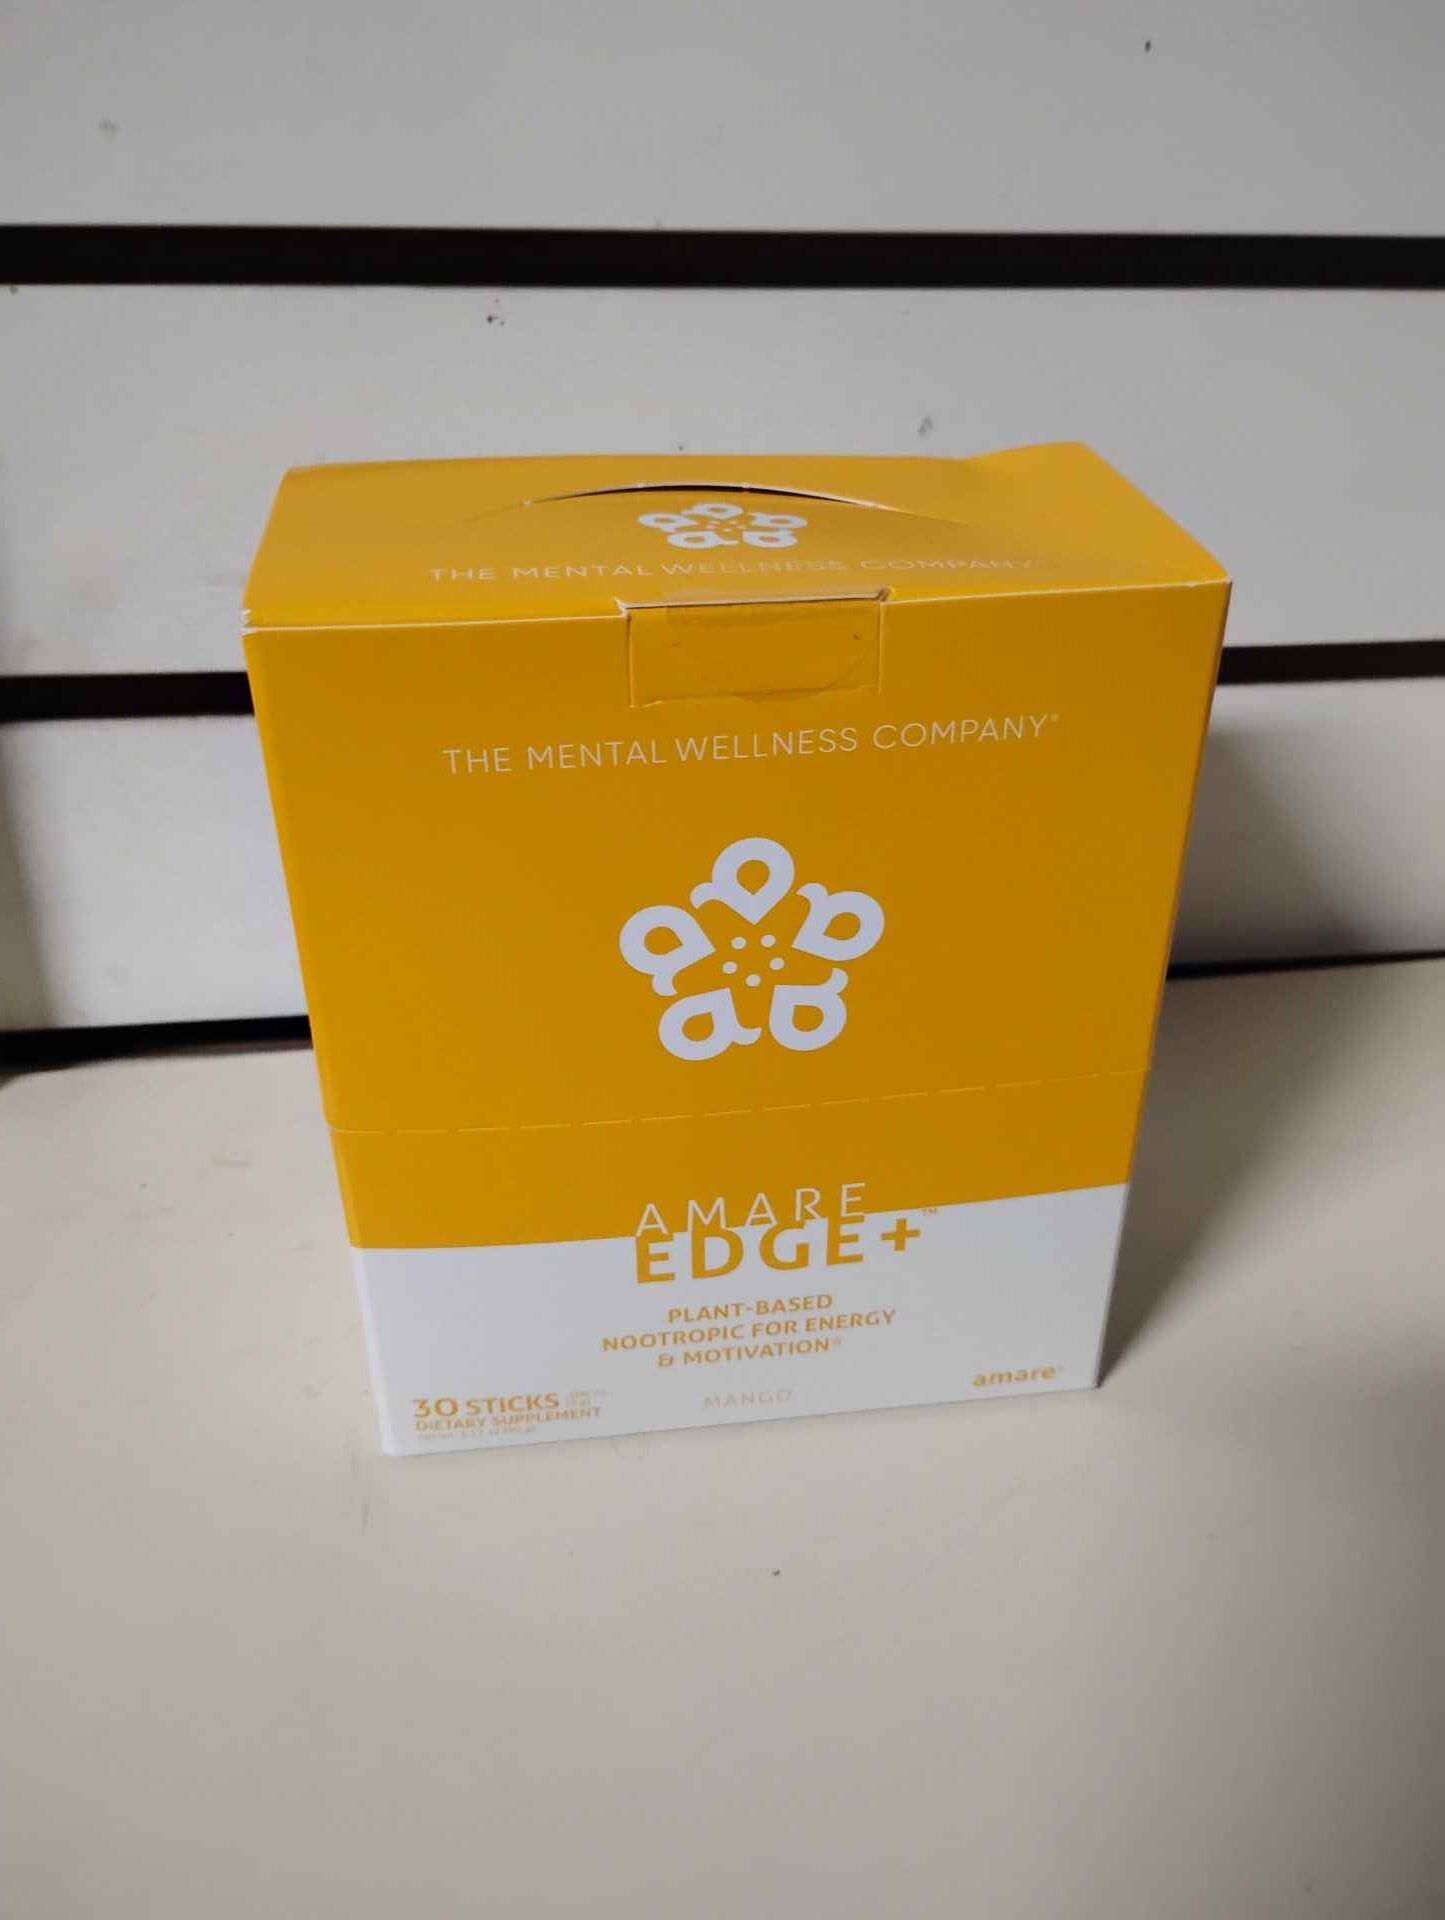 THE MENTAL WELLNESS COMPANY
THE MENTAL WELLNESS COMPANY®
AMARE
EDGE+™
PLANT-BASED
NOOTROPIC FOR ENERGY
& MOTIVATION
30 STICKS
DIETARY SUPPLEMENT
MANGO
amare